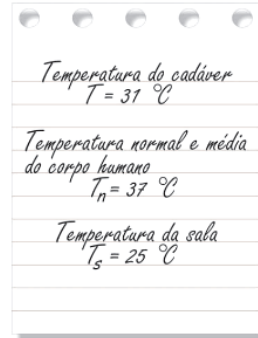 Temperatura do cadáver
T = 31 °C
Temperatura normal e média
do corpo humano
Tn = 37 °C
Temperatura da sala
Ts = 25 °C